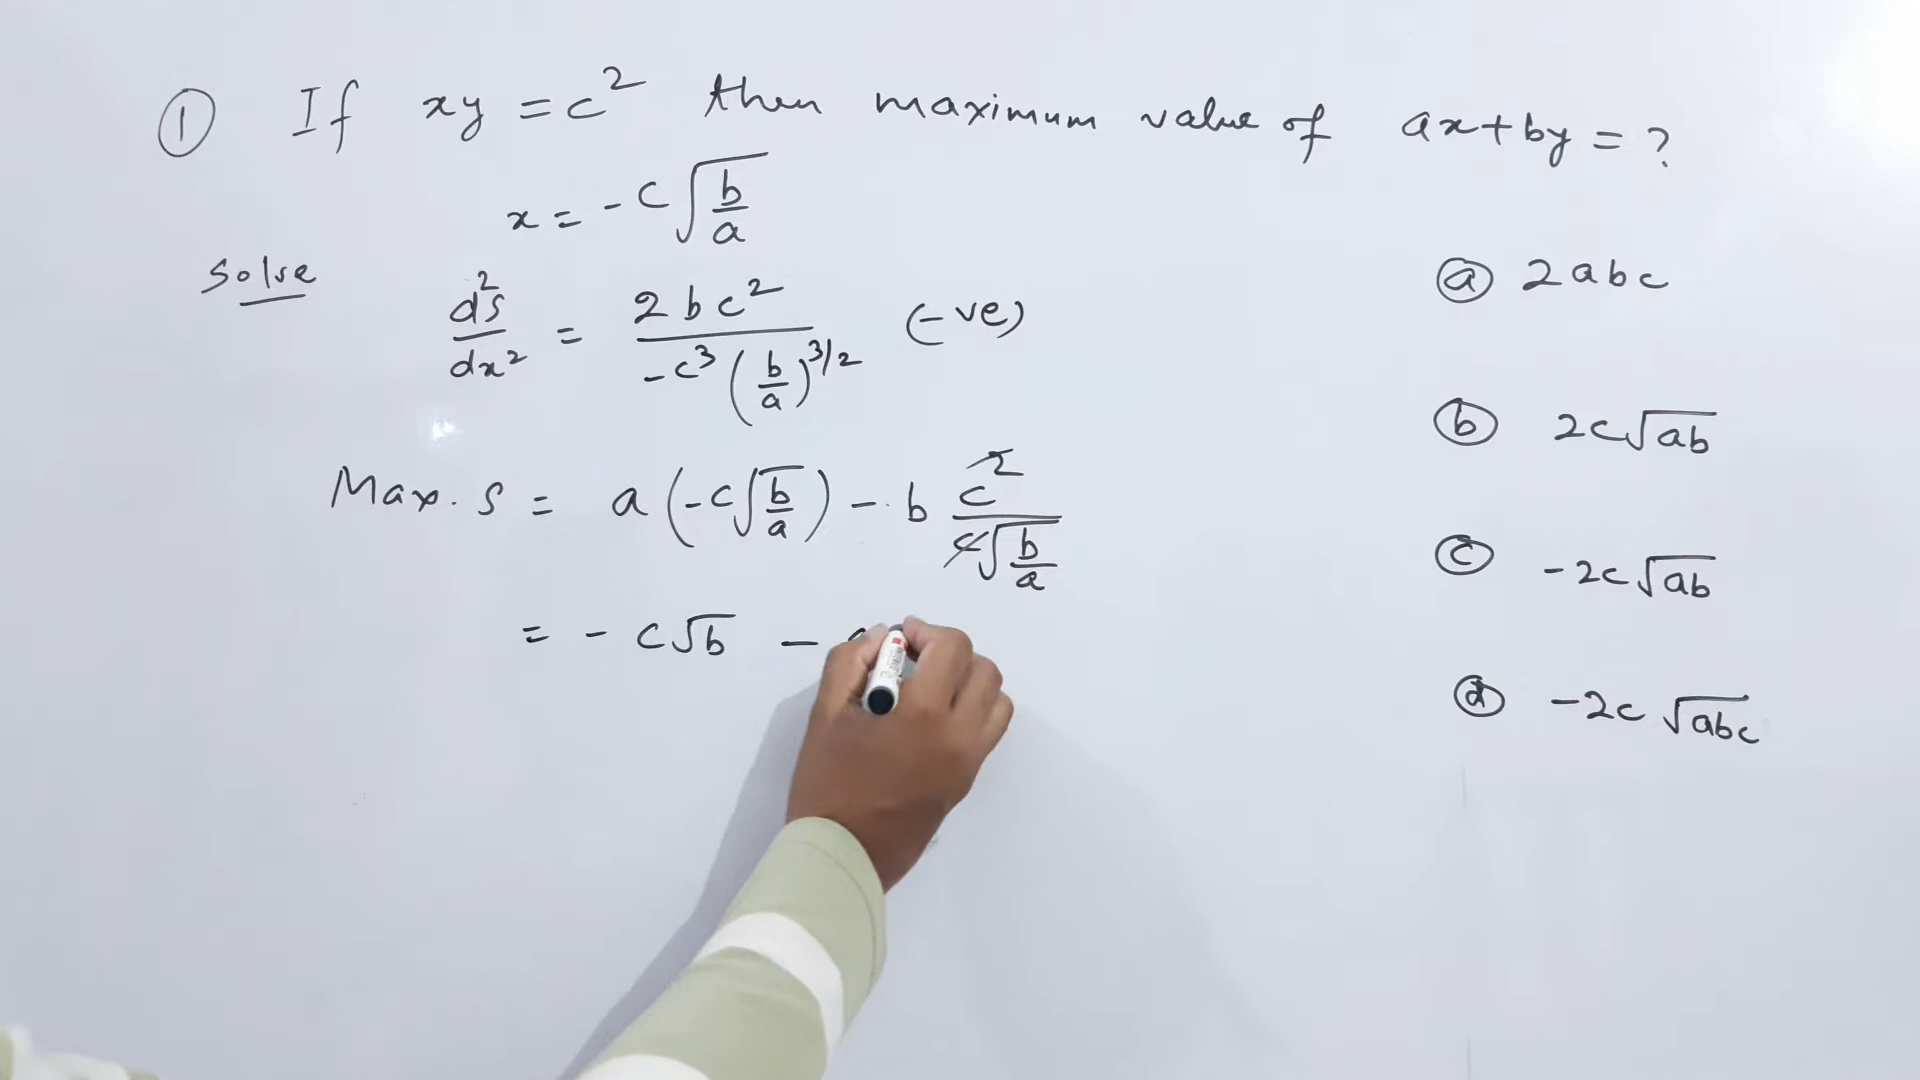 ① If xy = c² then maximum value of ax+by = ?
x = -c√(b/a)
Solve
d²s/dx² = 2bc²/(-c³(b/a)^3/2) (-ve)
Max. S = a(-c√(b/a)) - b c²/(c√(b/a))
= - c√b -
ⓐ 2abc
ⓑ 2c√ab
ⓒ -2c√ab
ⓓ -2c√abc